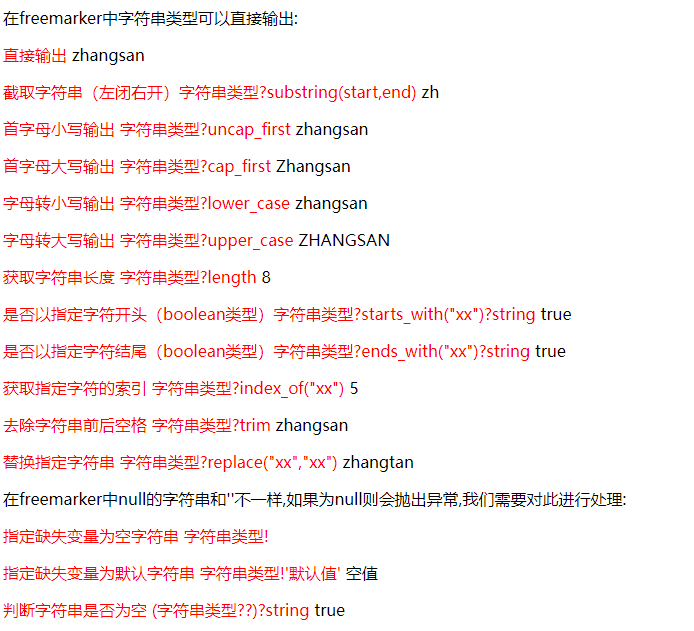 在freemarker中字符串类型可以直接输出:
直接输出 zhangsan
截取字符串（左闭右开）字符串类型?substring(start,end) zh
首字母小写输出 字符串类型?uncap_first zhangsan
首字母大写输出 字符串类型?cap_first Zhangsan
字母转小写输出 字符串类型?lower_case zhangsan
字母转大写输出 字符串类型?upper_case ZHANGSAN
获取字符串长度 字符串类型?length 8
是否以指定字符开头（boolean类型）字符串类型?starts_with("xx")?string true
是否以指定字符结尾（boolean类型）字符串类型?ends_with("xx")?string true
获取指定字符的索引 字符串类型?index_of("xx") 5
去除字符串前后空格 字符串类型?trim zhangsan
替换指定字符串 字符串类型?replace("xx","xx") zhangtan
在freemarker中null的字符串和''不一样,如果为null则会抛出异常,我们需要对此进行处理:
指定缺失变量为空字符串 字符串类型!
指定缺失变量为默认字符串 字符串类型!'默认值' 空值
判断字符串是否为空 (字符串类型??)?string true